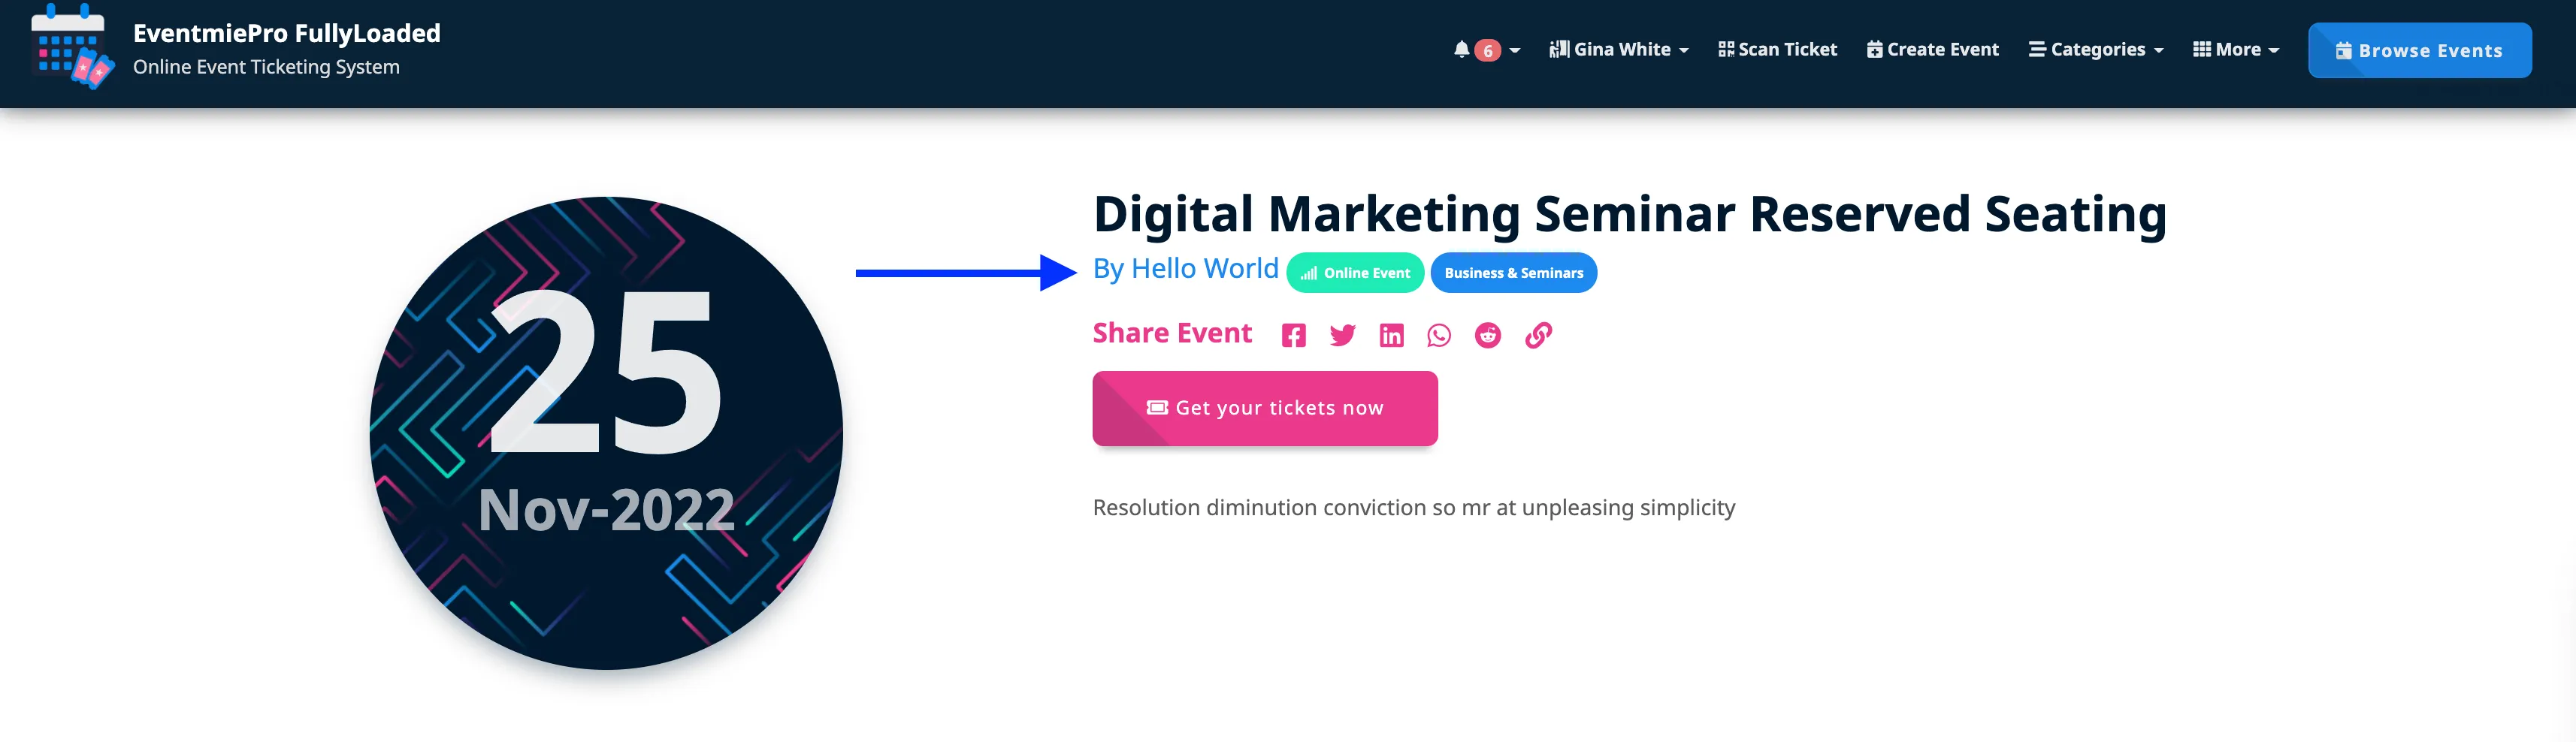 EventmiePro FullyLoaded
Online Event Ticketing System
6
Gina White
Scan Ticket
Create Event
Categories
More
Browse Events
25
Nov-2022
Digital Marketing Seminar Reserved Seating
By Hello World
Online Event
Business & Seminars
Share Event
Get your tickets now
Resolution diminution conviction so mr at unpleasing simplicity